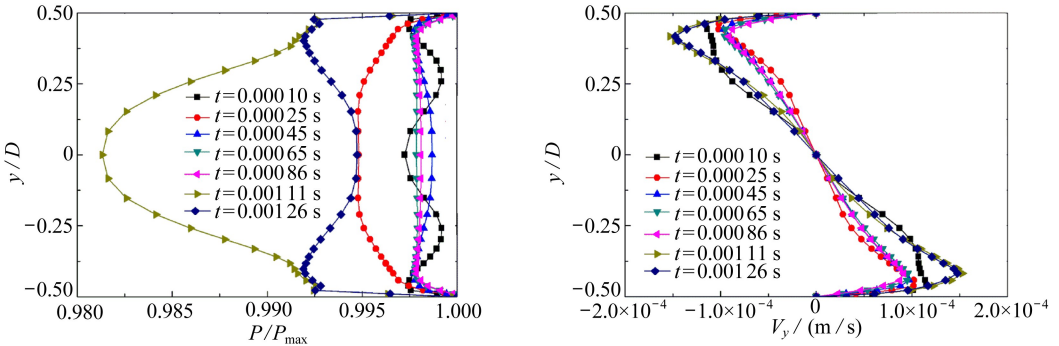 0.50
0.25
0
−0.25
−0.50
y/D
t=0.000 10 s
t=0.000 25 s
t=0.000 45 s
t=0.000 65 s
t=0.000 86 s
t=0.001 11 s
t=0.001 26 s
0.980 0.985 0.990 0.995 1.000
P/Pmax
0.50
0.25
0
−0.25
−0.50
y/D
t=0.000 10 s
t=0.000 25 s
t=0.000 45 s
t=0.000 65 s
t=0.000 86 s
t=0.001 11 s
t=0.001 26 s
−2.0×10⁻⁴ −1.0×10⁻⁴ 0 1.0×10⁻⁴ 2.0×10⁻⁴
Vy / (m / s)